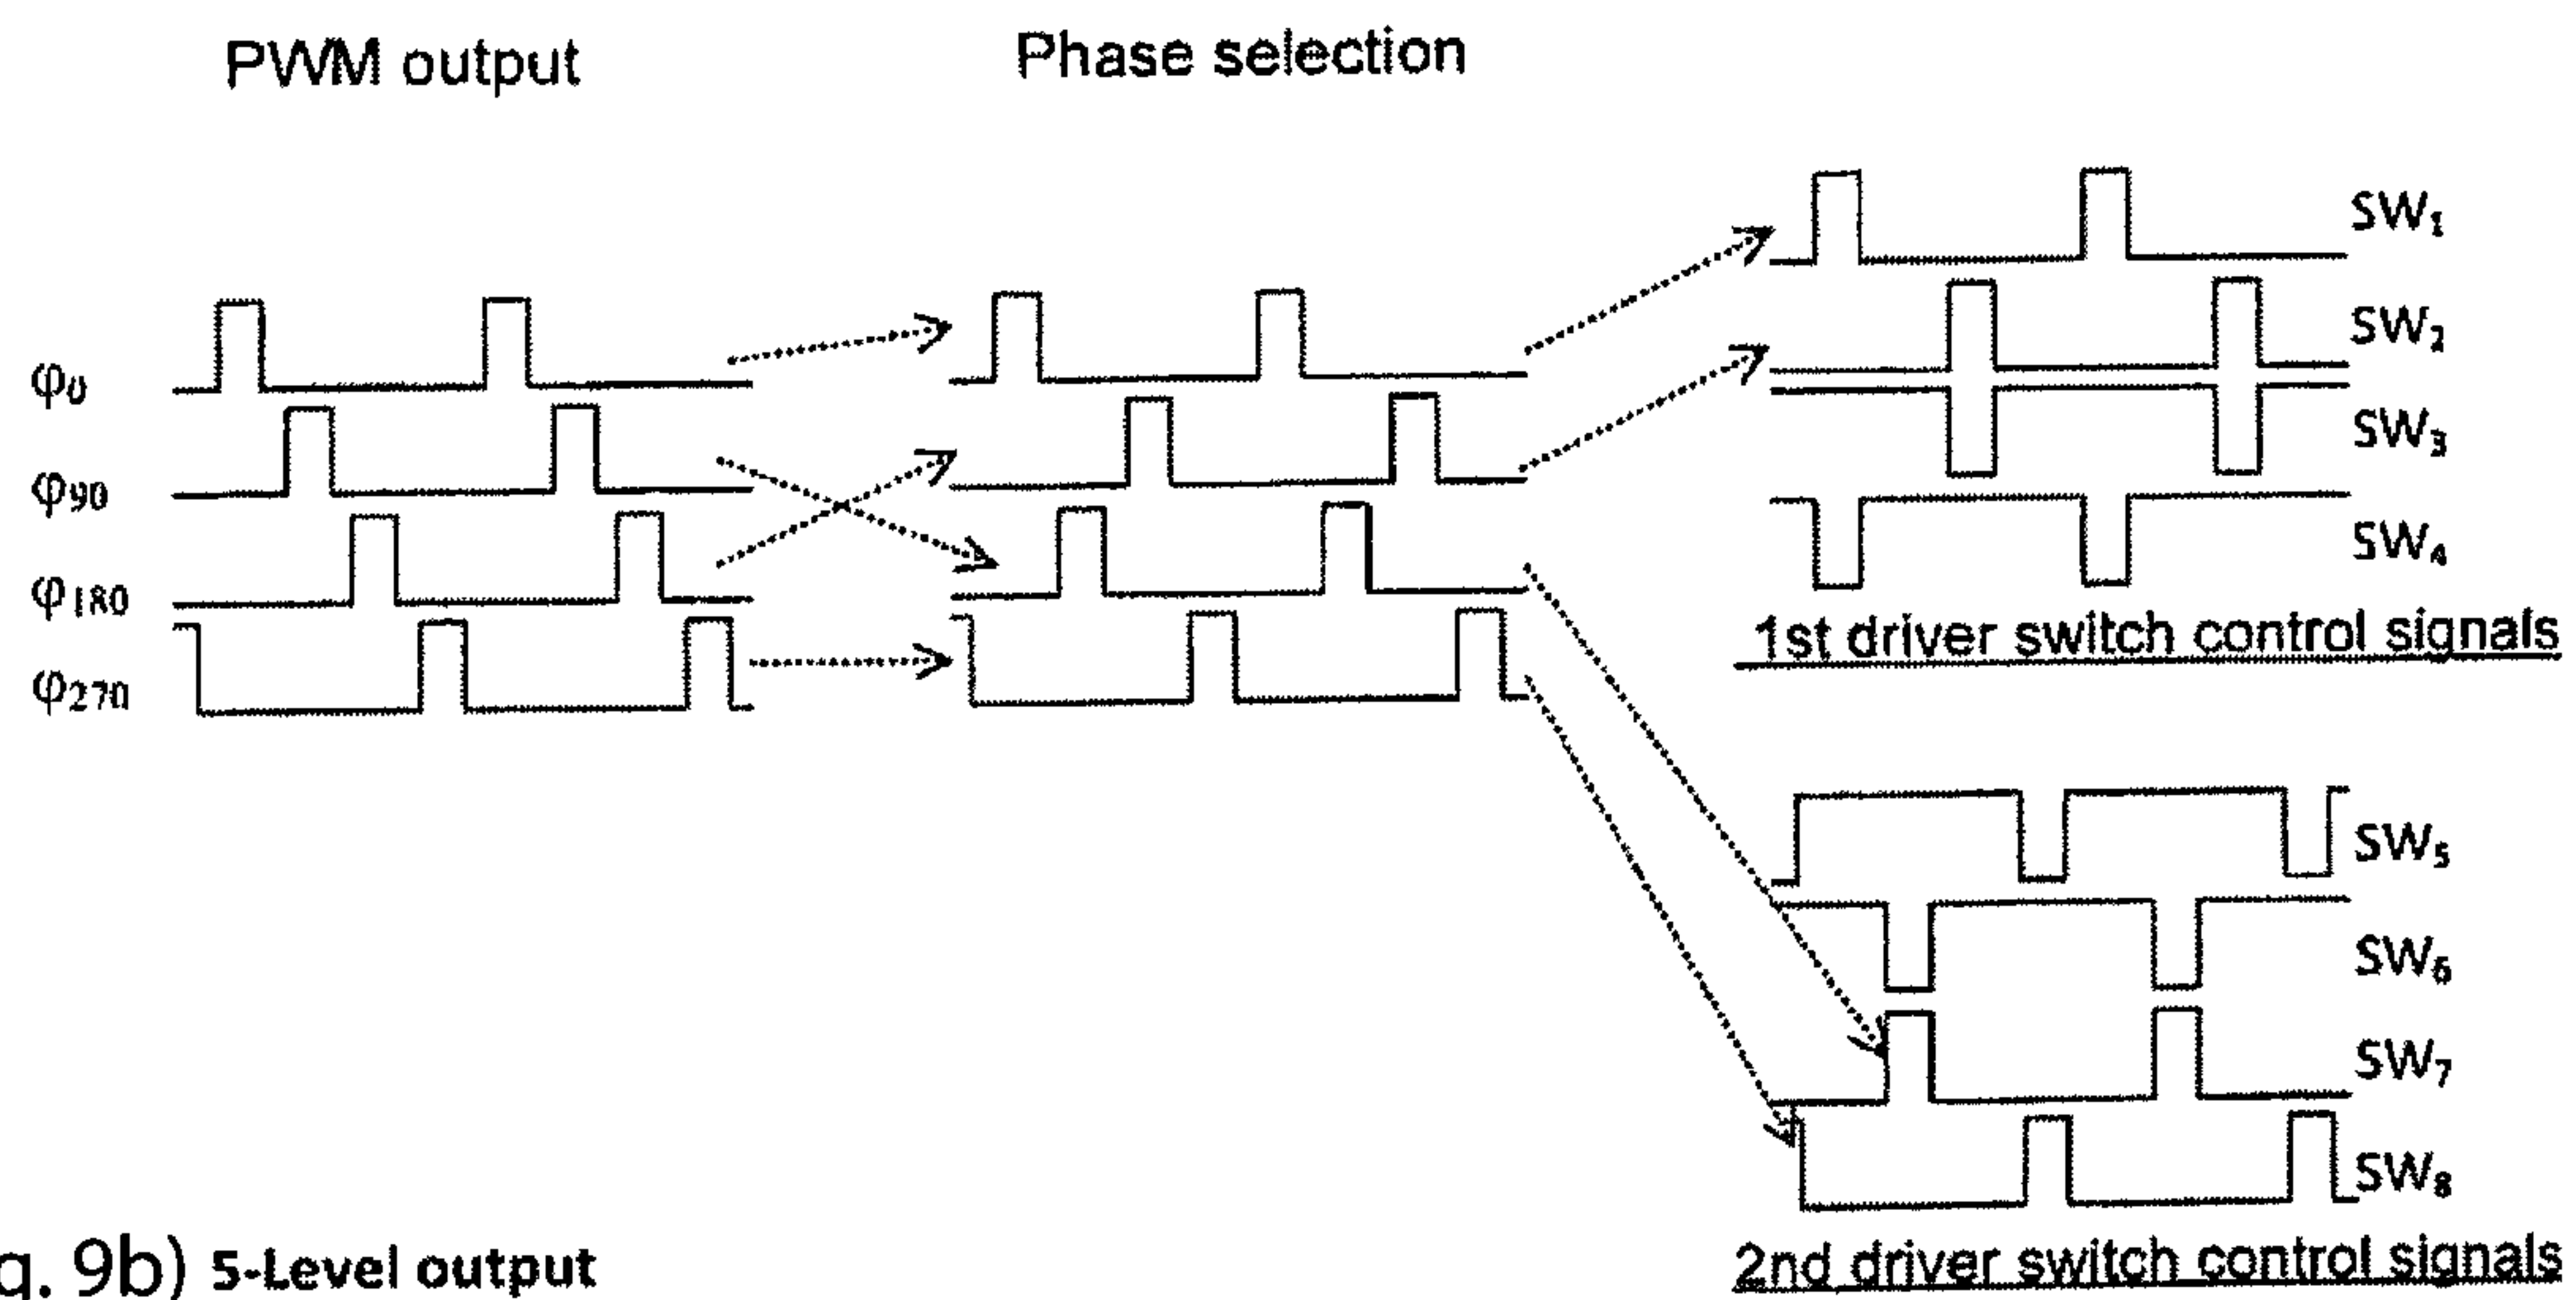 PWM output
Phase selection
φ0
φ90
φ180
φ270
SW1
SW2
SW3
SW4
1st driver switch control signals
SW5
SW6
SW7
SW8
2nd driver switch control signals
g. 9b) 5-Level output